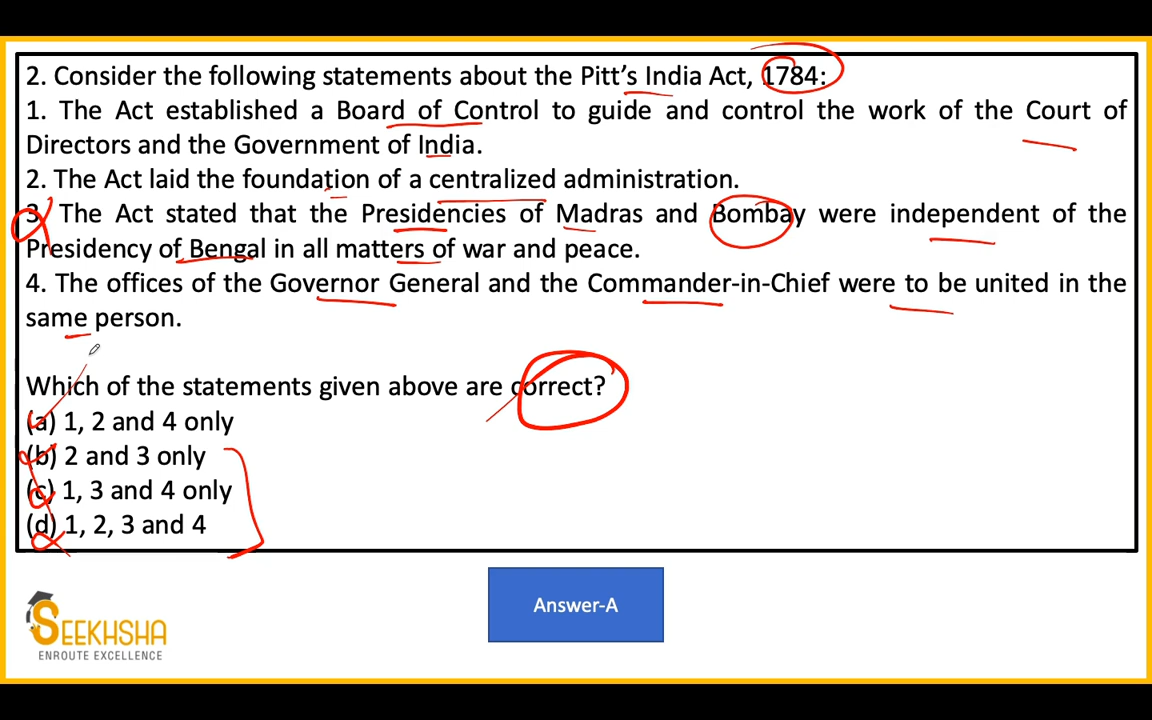 2. Consider the following statements about the Pitt's India Act, 1784:
1. The Act established a Board of Control to guide and control the work of the Court of
Directors and the Government of India.
2. The Act laid the foundation of a centralized administration.
3. The Act stated that the Presidencies of Madras and Bombay were independent of the
Presidency of Bengal in all matters of war and peace.
4. The offices of the Governor General and the Commander-in-Chief were to be united in the
same person.
Which of the statements given above are correct?
(a) 1, 2 and 4 only
(b) 2 and 3 only
(c) 1, 3 and 4 only
(d) 1, 2, 3 and 4
Answer-A
SEEKHSHA
ENROUTE EXCELLENCE